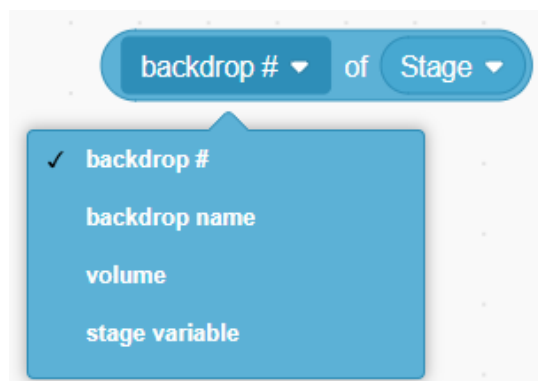 backdrop # of Stage
backdrop #
backdrop name
volume
stage variable